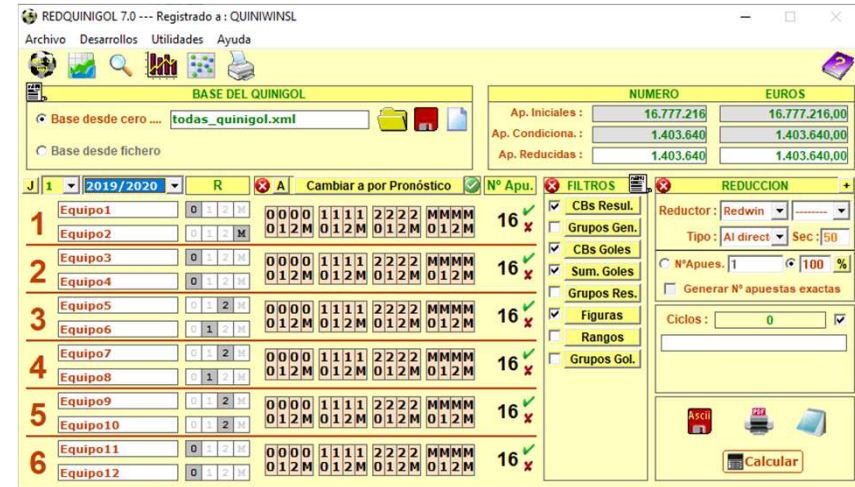 REDQUINIGOL 7.0 --- Registrado a : QUINIWINSL
Archivo Desarrollos Utilidades Ayuda
BASE DEL QUINIGOL
Base desde cero .... todas_quinigol.xml
Base desde fichero
NUMERO EUROS
Ap. Iniciales : 16.777.216 16.777.216,00
Ap. Condiciona. : 1.403.640 1.403.640,00
Ap. Reducidas : 1.403.640 1.403.640,00
J 1 2019/2020 R A Cambiar a por Pronóstico Nº Apu.
1 Equipo1 0 1 2 M 0000 1111 2222 MMMM 16
Equipo2 0 1 2 M 012M 012M 012M 012M
2 Equipo3 0 1 2 M 0000 1111 2222 MMMM 16
Equipo4 0 1 2 M 012M 012M 012M 012M
3 Equipo5 0 1 2 M 0000 1111 2222 MMMM 16
Equipo6 0 1 2 M 012M 012M 012M 012M
4 Equipo7 0 1 2 M 0000 1111 2222 MMMM 16
Equipo8 0 1 2 M 012M 012M 012M 012M
5 Equipo9 0 1 2 M 0000 1111 2222 MMMM 16
Equipo10 0 1 2 M 012M 012M 012M 012M
6 Equipo11 0 1 2 M 0000 1111 2222 MMMM 16
Equipo12 0 1 2 M 012M 012M 012M 012M
FILTROS
CBs Resul.
Grupos Gen.
CBs Goles
Sum. Goles
Grupos Res.
Figuras
Rangos
Grupos Gol.
REDUCCION +
Reductor : Redwin --------
Tipo : Al direct Sec : 50
NºApues. 1 100 %
Generar Nº apuestas exactas
Ciclos : 0
Ascii PDF
Calcular